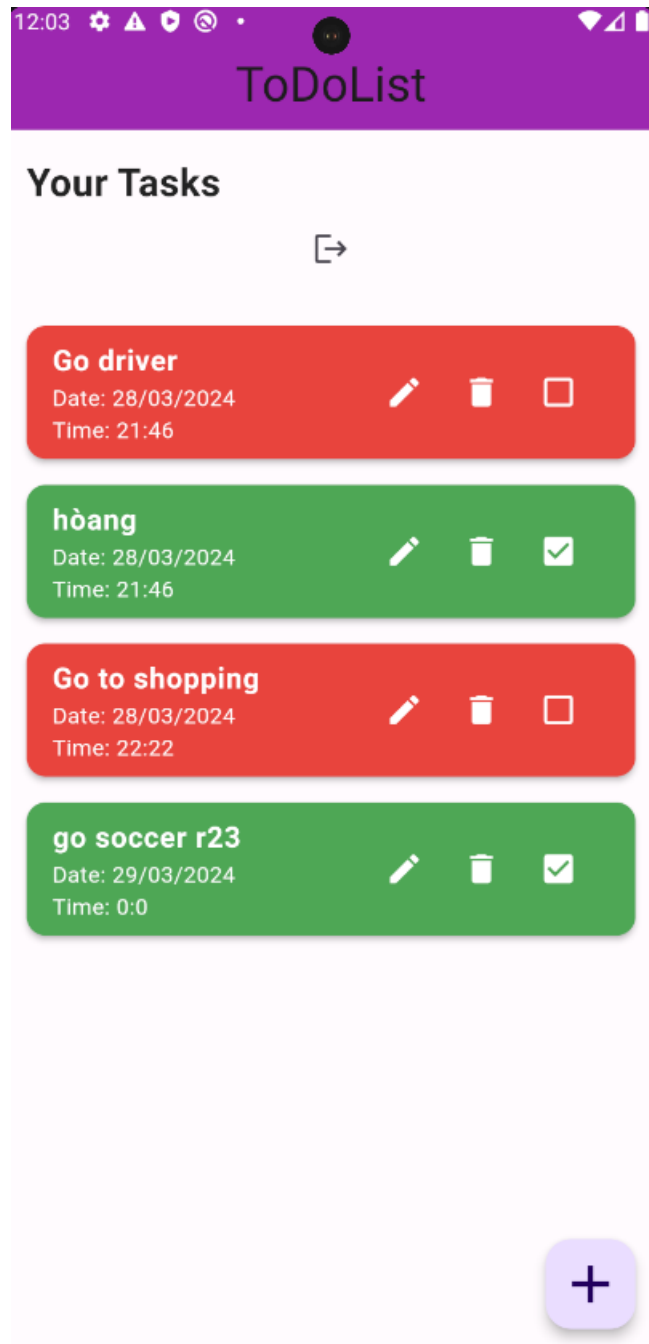 12:03
ToDoList
Your Tasks
Go driver
Date: 28/03/2024
Time: 21:46
hòang
Date: 28/03/2024
Time: 21:46
Go to shopping
Date: 28/03/2024
Time: 22:22
go soccer r23
Date: 29/03/2024
Time: 0:0